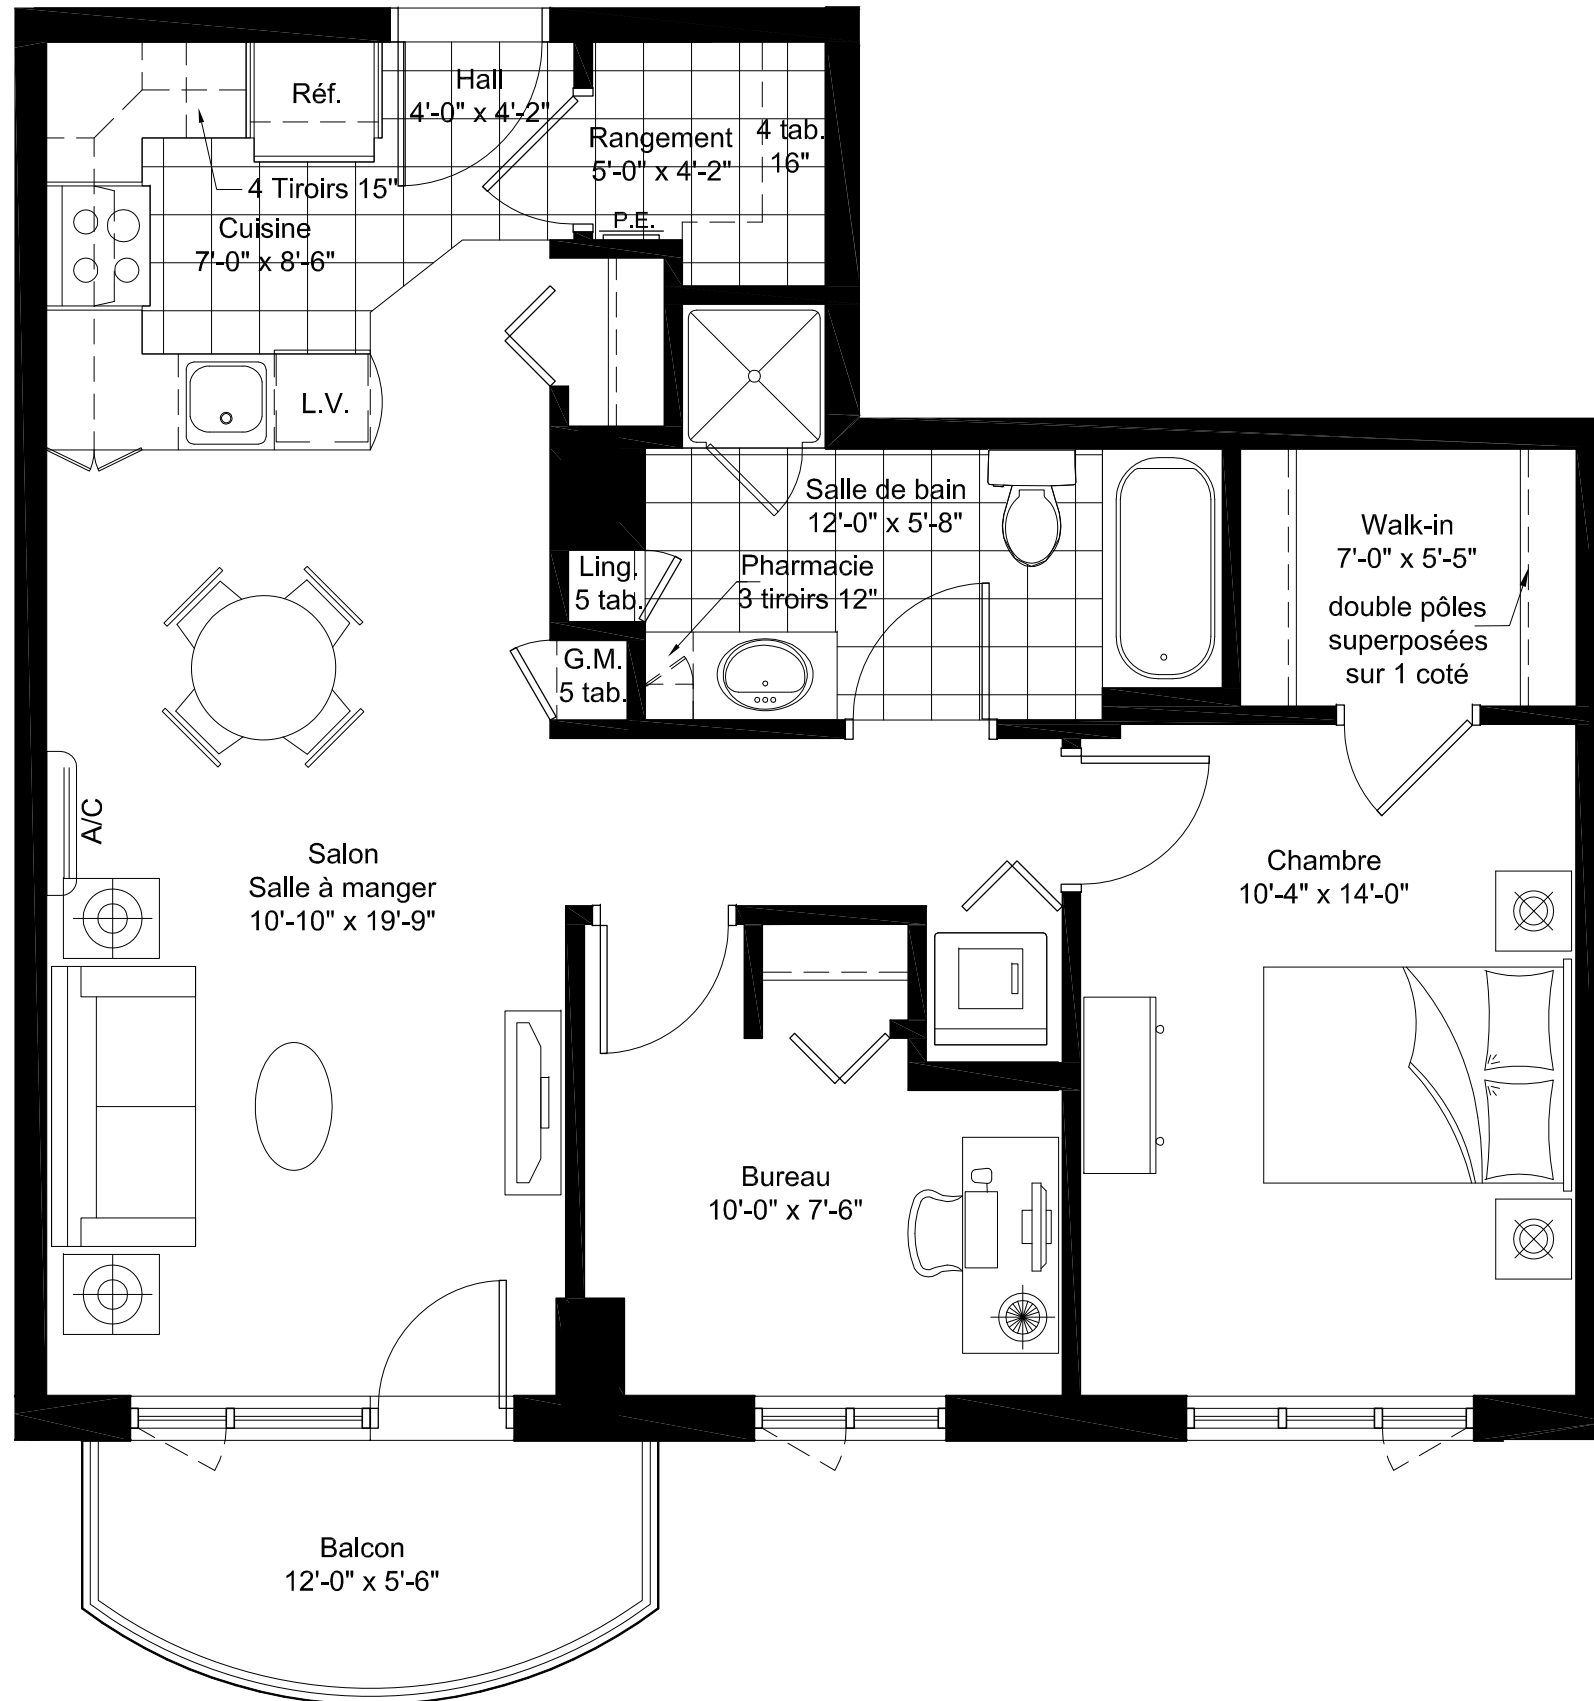 Hall
4'-0" x 4'-2"
Réf.
Rangement
5'-0" x 4'-2"
4 tab.
16"
4 Tiroirs 15"
P.E.
Cuisine
7'-0" x 8'-6"
L.V.
Salle de bain
12'-0" x 5'-8"
Walk-in
7'-0" x 5'-5"
double pôles
superposées
sur 1 coté
Ling.
5 tab.
Pharmacie
3 tiroirs 12"
G.M.
5 tab.
A/C
Salon
Salle à manger
10'-10" x 19'-9"
Chambre
10'-4" x 14'-0"
Bureau
10'-0" x 7'-6"
Balcon
12'-0" x 5'-6"